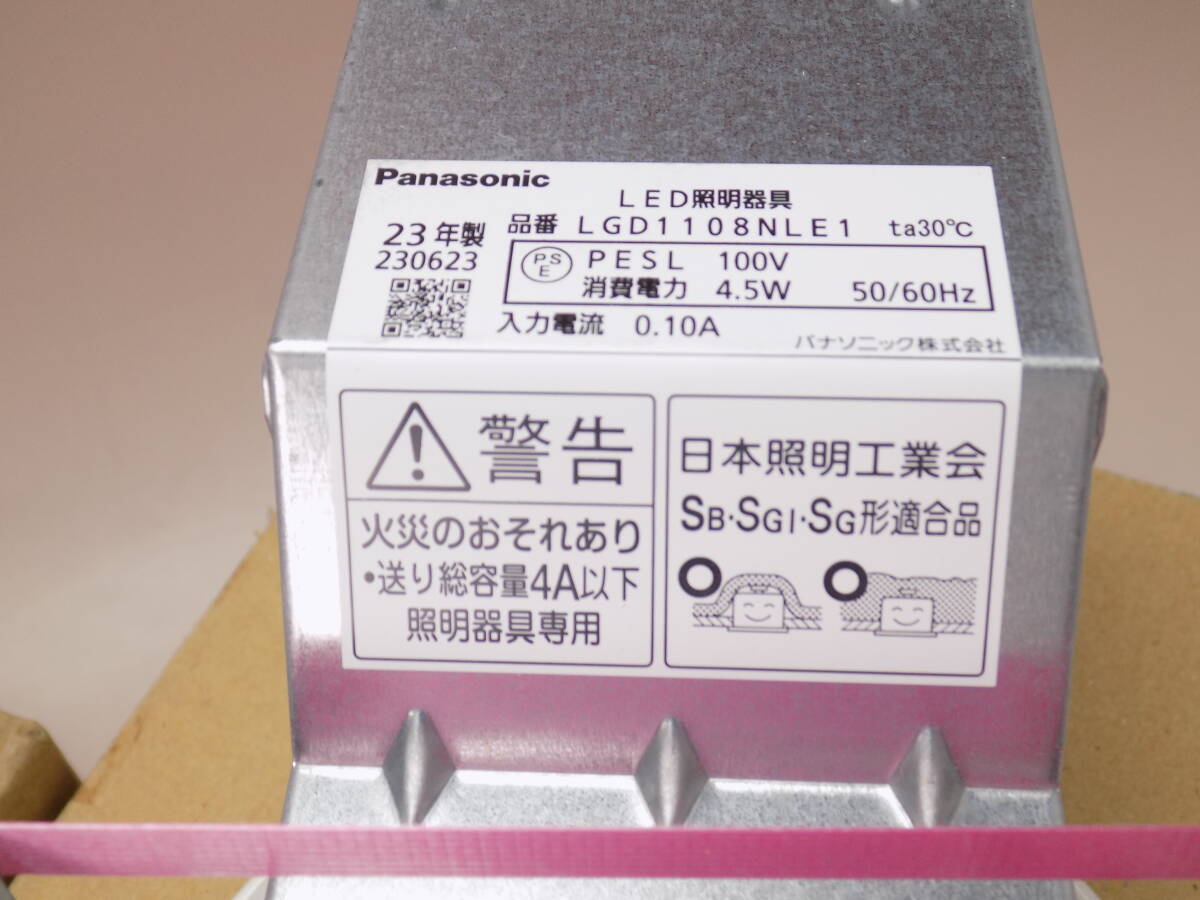 Panasonic
LED照明器具
品番 LGD1108NLE1 ta30℃
23年製
230623
PS
E
PESL 100V
消費電力 4.5W 50/60Hz
入力電流 0.10A
パナソニック株式会社
警告
火災のおそれあり
・送り総容量4A以下
照明器具専用
日本照明工業会
SB・SGI・SG形適合品